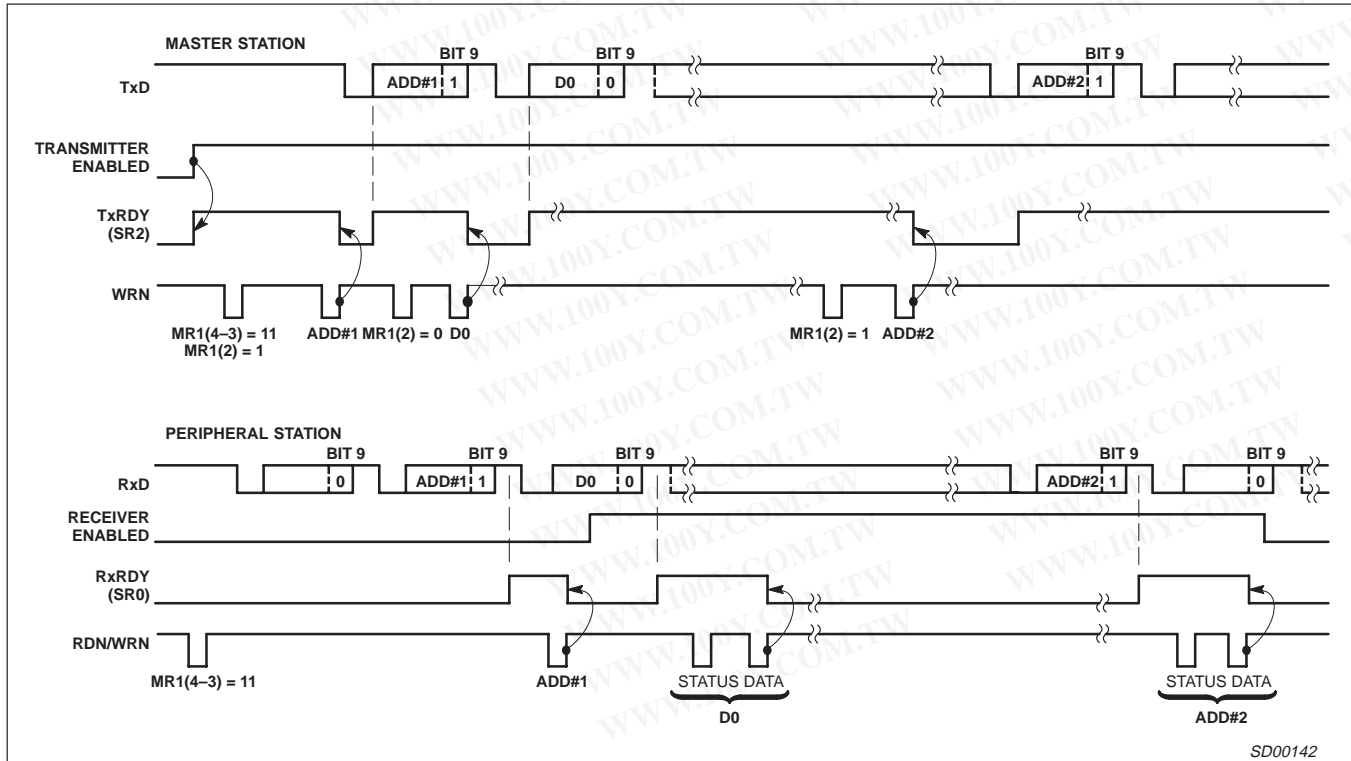 MASTER STATION
BIT 9 BIT 9 BIT 9
TxD ADD#1 1 D0 0 ADD#2 1
TRANSMITTER
ENABLED
TxRDY
(SR2)
WRN
MR1(4–3) = 11 ADD#1 MR1(2) = 0 D0 MR1(2) = 1 ADD#2
MR1(2) = 1
PERIPHERAL STATION
BIT 9 BIT 9 BIT 9 BIT 9 BIT 9
RxD 0 ADD#1 1 D0 0 ADD#2 1 0
RECEIVER
ENABLED
RxRDY
(SR0)
RDN/WRN
MR1(4–3) = 11 ADD#1 STATUS DATA STATUS DATA
D0 ADD#2
SD00142
WWW.100Y.COM.TW